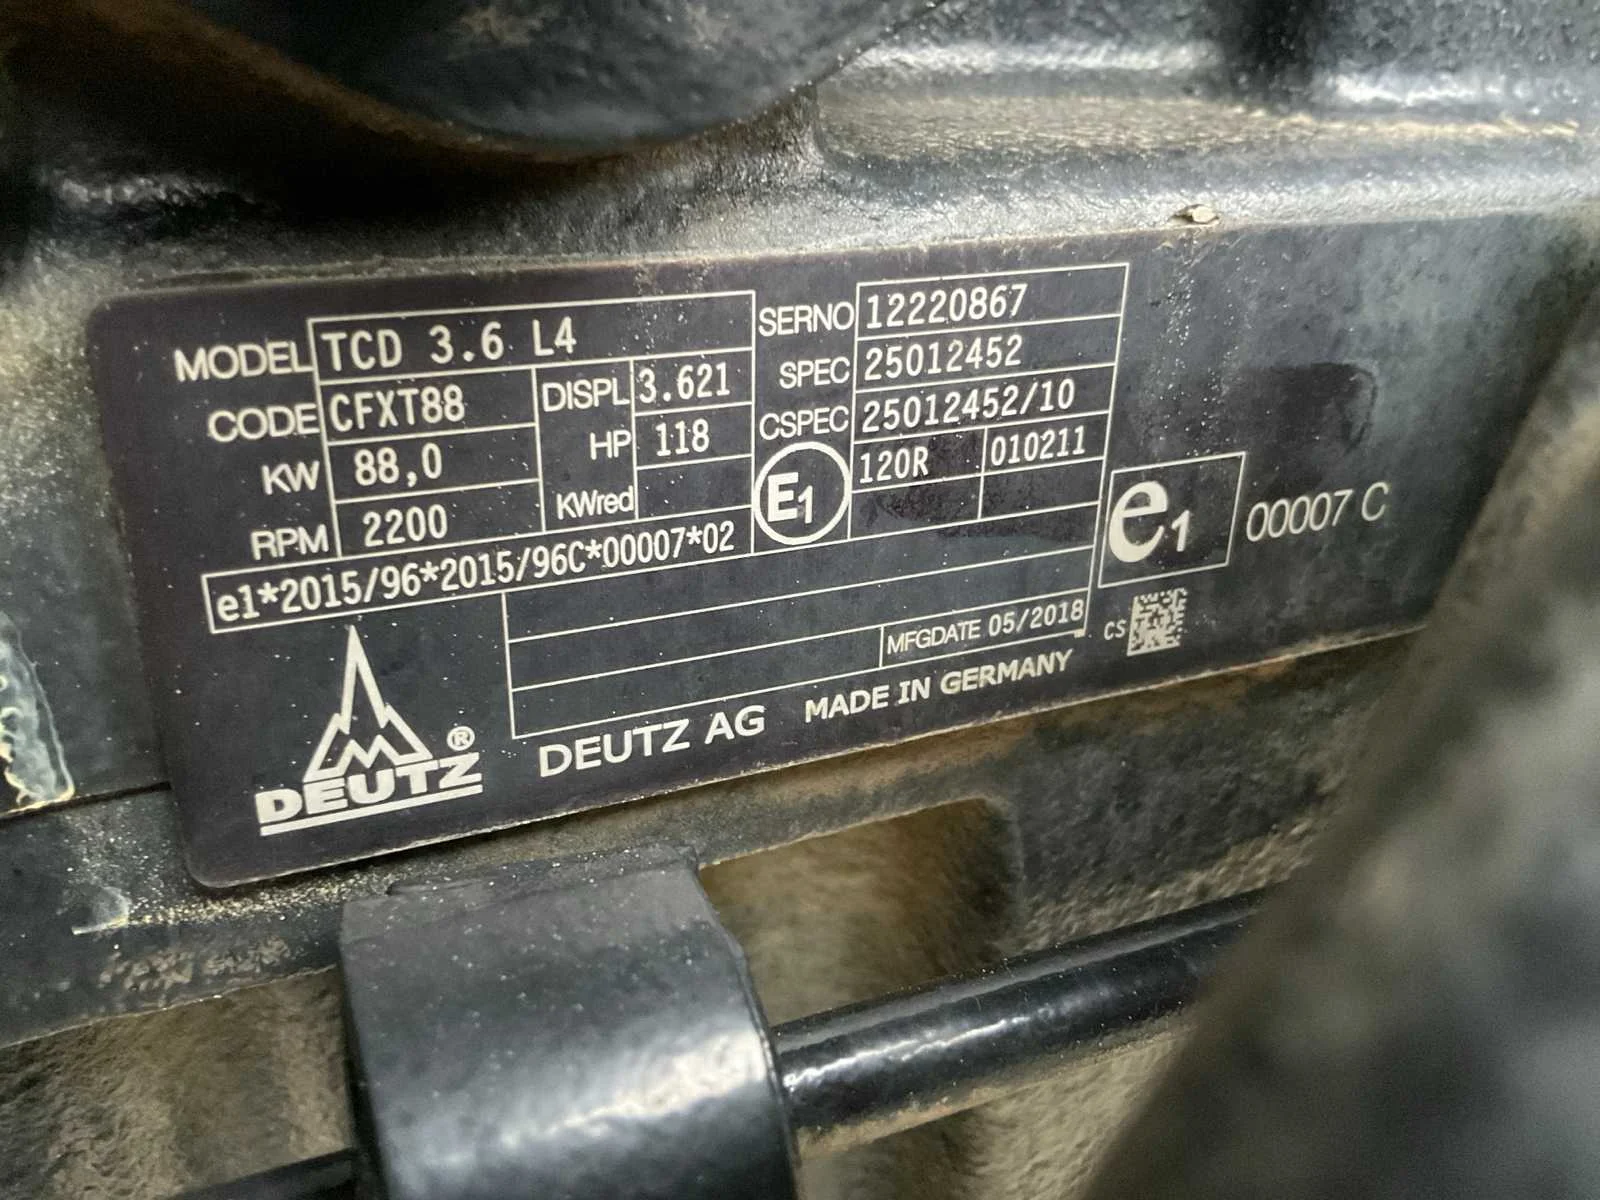 MODEL TCD 3.6 L4
CODE CFXT88 DISPL 3.621
KW 88,0 HP 118
RPM 2200 KWred
e1*2015/96*2015/96C*00007*02
SERNO 12220867
SPEC 25012452
CSPEC 25012452/10
E1 120R 010211
e1 00007 C
MFGDATE 05/2018
CS
DEUTZ ®
DEUTZ AG MADE IN GERMANY